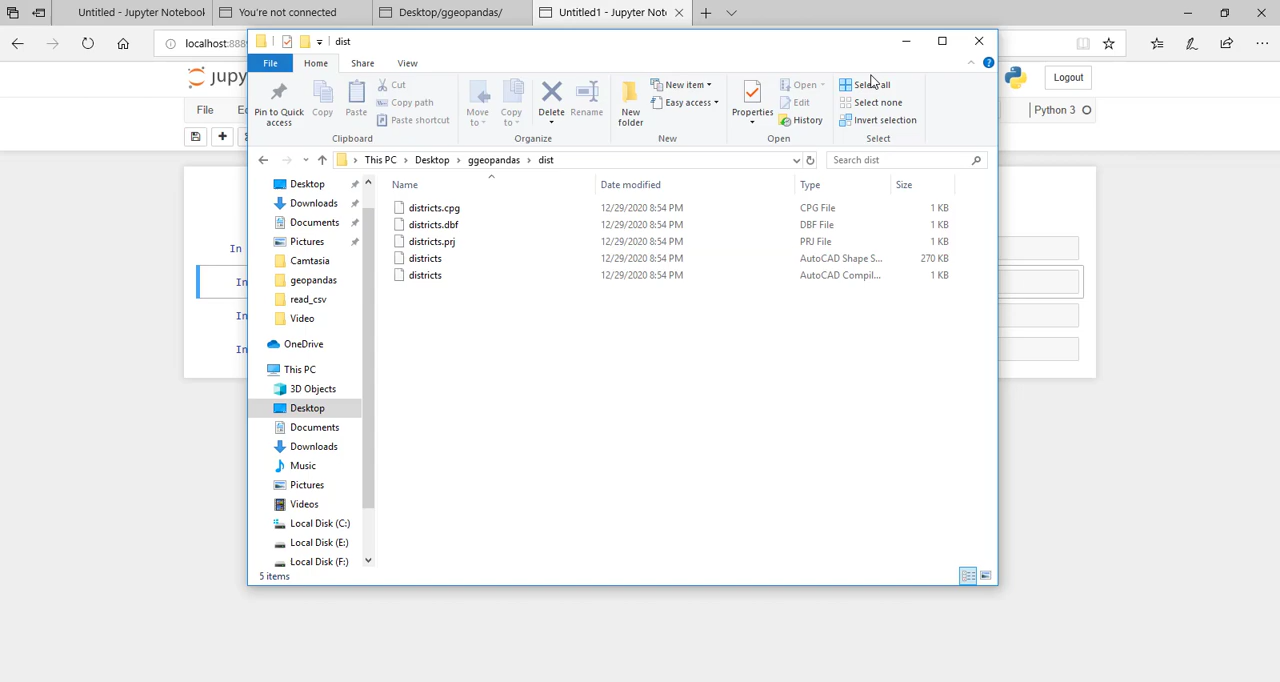 Untitled - Jupyter Notebook
You're not connected
Desktop/ggeopandas/
Untitled1 - Jupyter Note
dist
localhost:888
File
Home
Share
View
Pin to Quick access
Copy
Paste
Cut
Copy path
Paste shortcut
Clipboard
Move to
Copy to
Delete
Rename
Organize
New folder
New item
Easy access
New
Properties
Open
Edit
History
Open
Select all
Select none
Invert selection
Select
jupy
File
Logout
Python 3
This PC > Desktop > ggeopandas > dist
Search dist
Name Date modified Type Size
districts.cpg 12/29/2020 8:54 PM CPG File 1 KB
districts.dbf 12/29/2020 8:54 PM DBF File 1 KB
districts.prj 12/29/2020 8:54 PM PRJ File 1 KB
districts 12/29/2020 8:54 PM AutoCAD Shape S... 270 KB
districts 12/29/2020 8:54 PM AutoCAD Compil... 1 KB
Desktop
Downloads
Documents
Pictures
Camtasia
geopandas
read_csv
Video
OneDrive
This PC
3D Objects
Desktop
Documents
Downloads
Music
Pictures
Videos
Local Disk (C:)
Local Disk (E:)
Local Disk (F:)
5 items
In
In
In
In